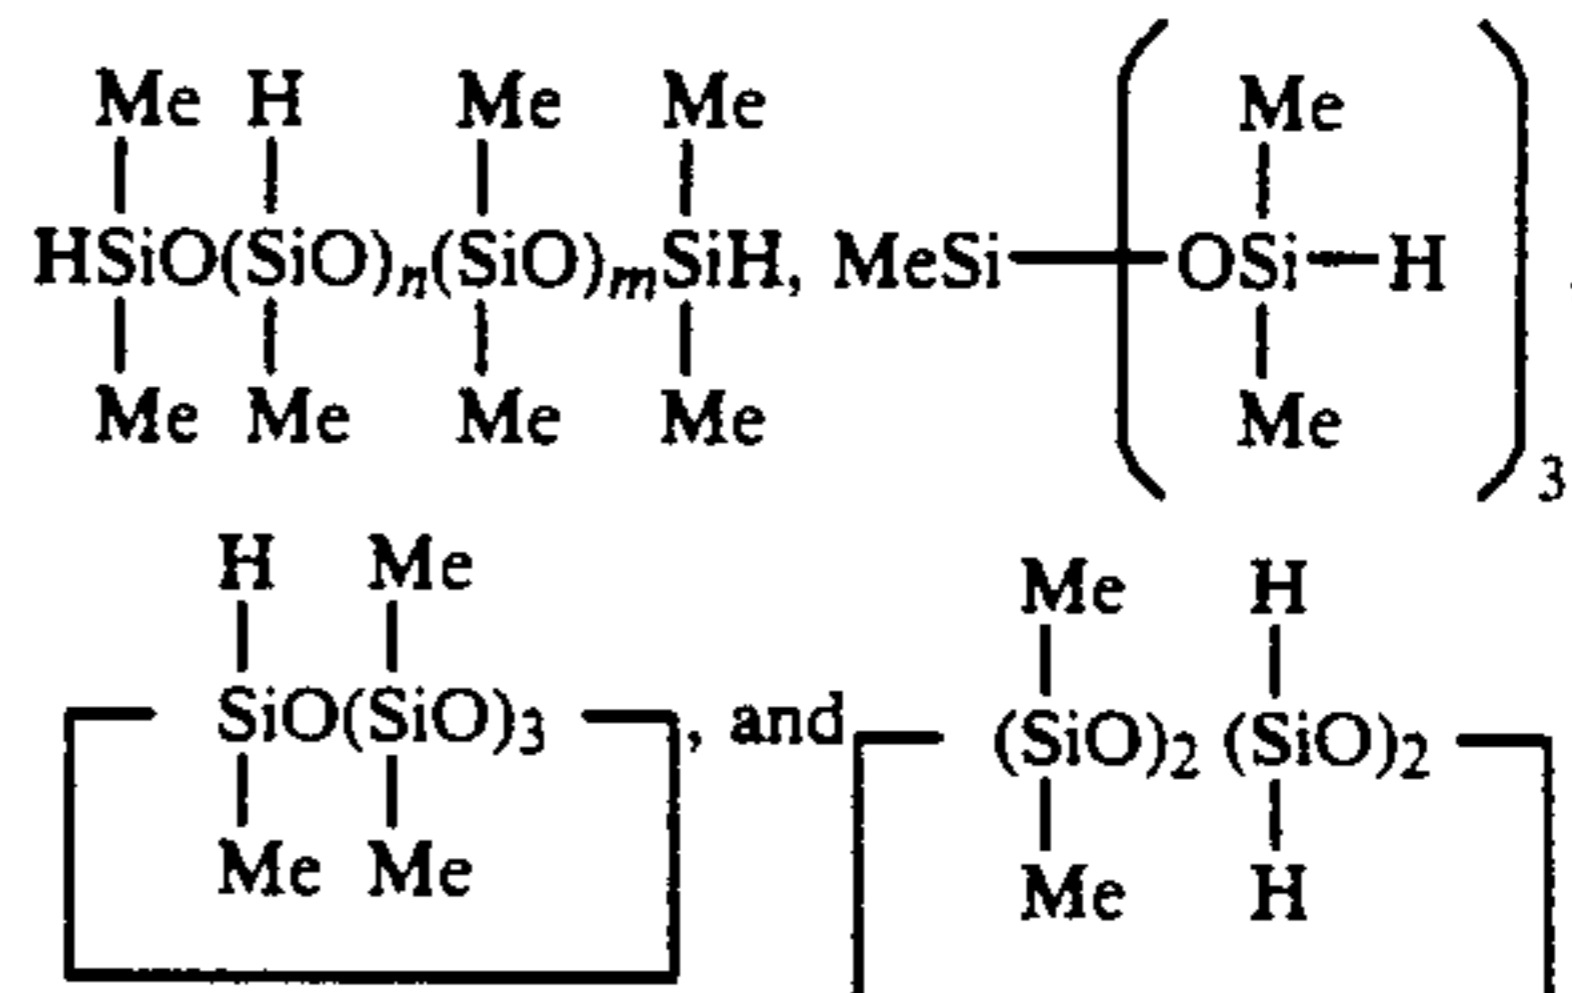 Me H Me Me Me
HSiO(SiO)n(SiO)mSiH, MeSi OSi H
Me Me Me Me Me
3
H Me Me H
SiO(SiO)3 , and (SiO)2 (SiO)2
Me Me Me H